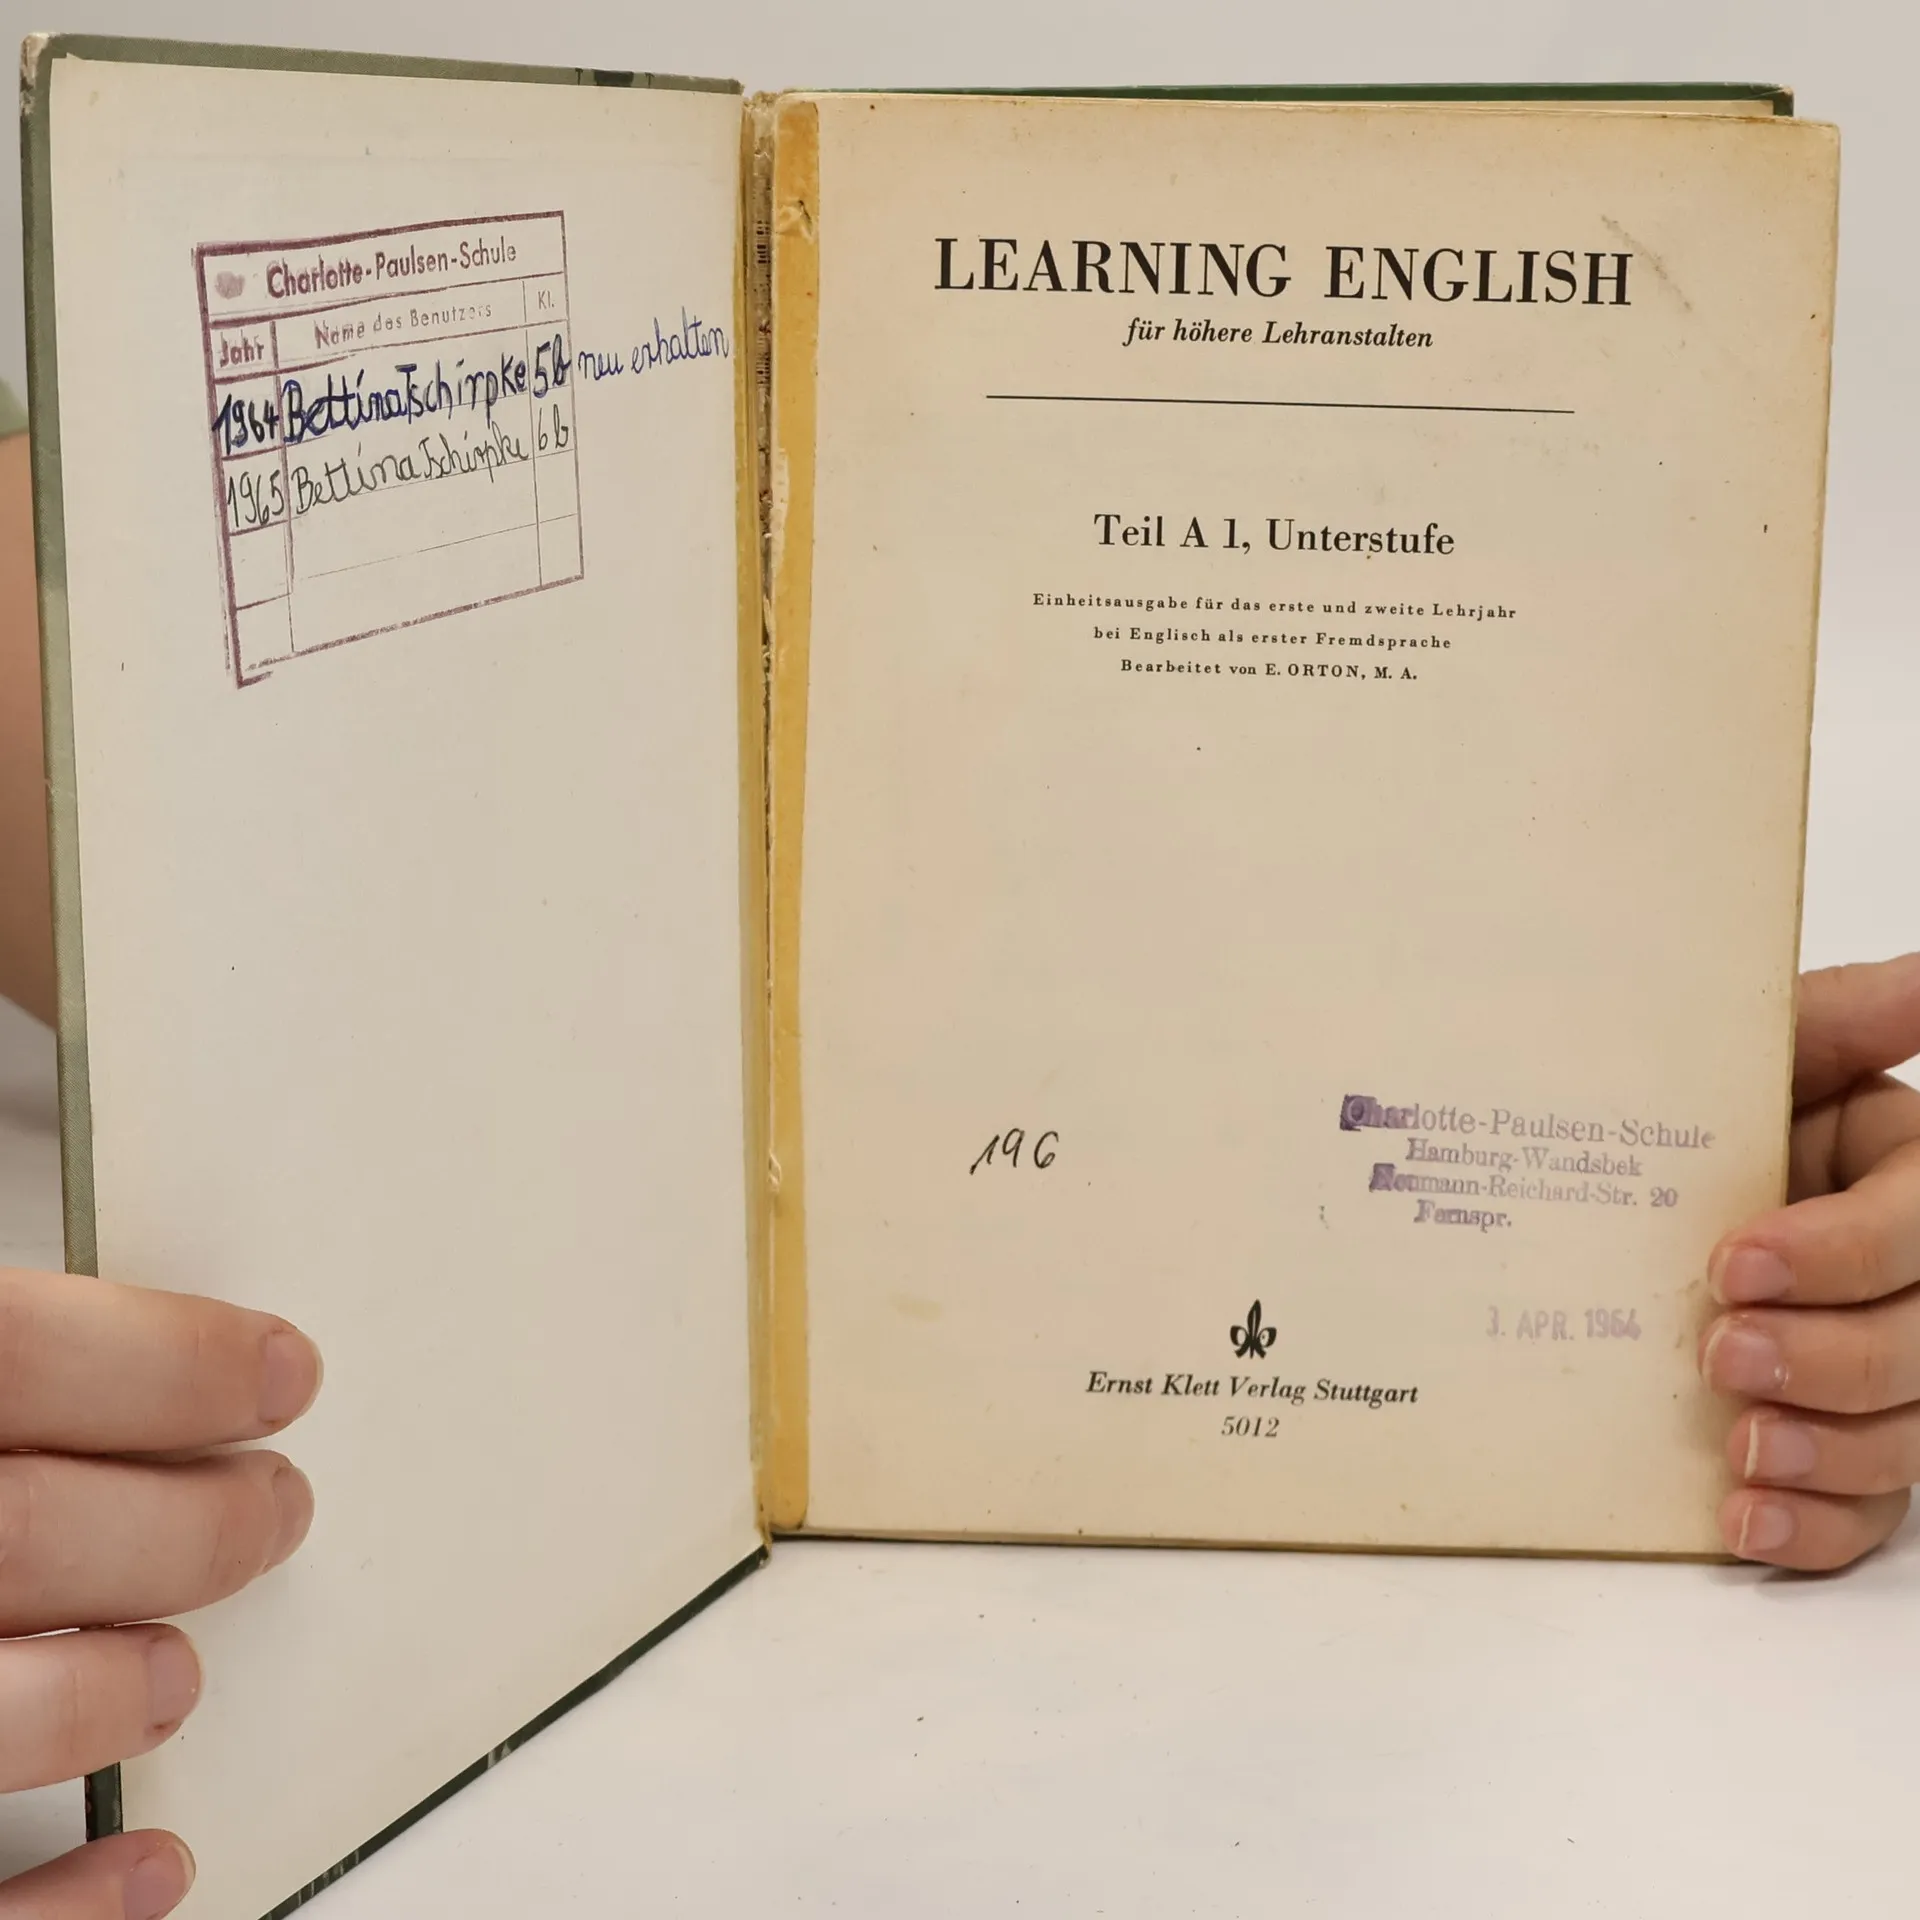 Charlotte-Paulsen-Schule
Jahr Name des Benutzers Kl.
1964 Bettina Tschirpke 5b neu erhalten
1965 Bettina Tschirpke 6b
LEARNING ENGLISH
für höhere Lehranstalten
Teil A 1, Unterstufe
Einheitsausgabe für das erste und zweite Lehrjahr
bei Englisch als erster Fremdsprache
Bearbeitet von E. ORTON, M. A.
196
Charlotte-Paulsen-Schule
Hamburg-Wandsbek
Neumann-Reichard-Str. 20
Fernspr.
3. APR. 1964
Ernst Klett Verlag Stuttgart
5012